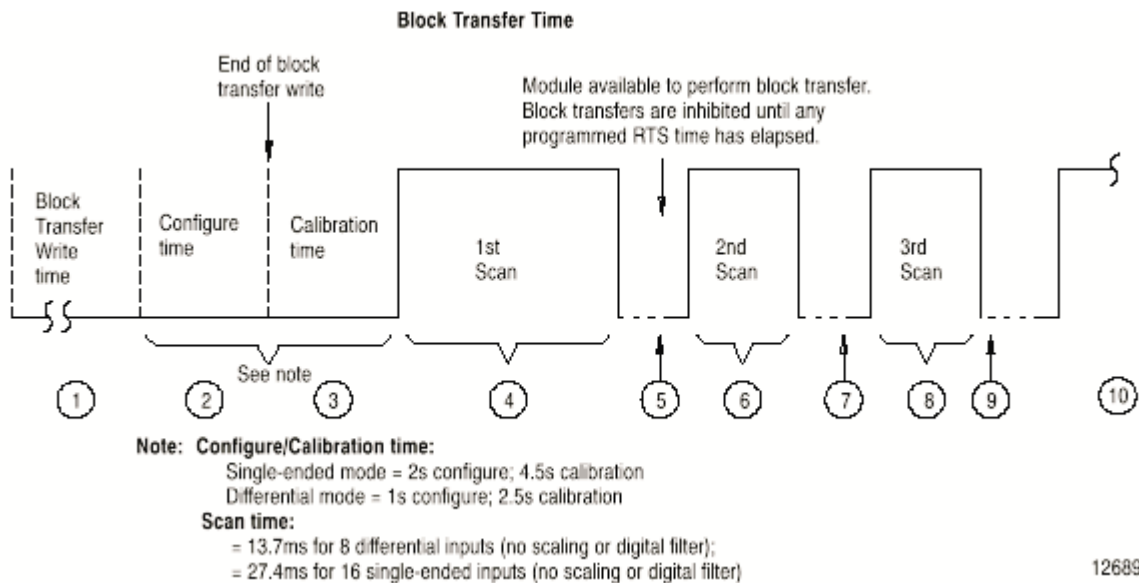 Block Transfer Time
End of block
transfer write
Module available to perform block transfer.
Block transfers are inhibited until any
programmed RTS time has elapsed.
Block
Transfer
Write
time
Configure
time
Calibration
time
1st
Scan
2nd
Scan
3rd
Scan
See note
1
2
3
4
5
6
7
8
9
10
Note: Configure/Calibration time:
Single-ended mode = 2s configure; 4.5s calibration
Differential mode = 1s configure; 2.5s calibration
Scan time:
= 13.7ms for 8 differential inputs (no scaling or digital filter);
= 27.4ms for 16 single-ended inputs (no scaling or digital filter)
12689